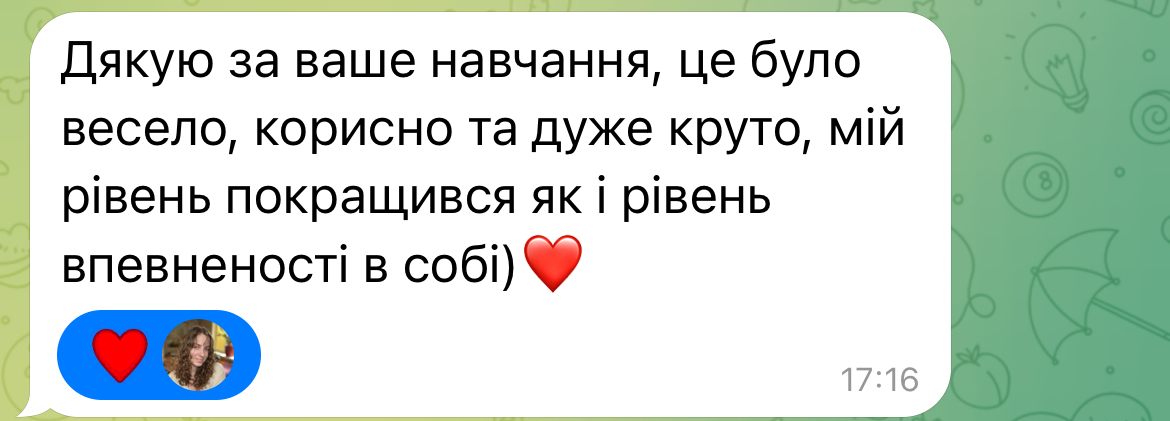 Дякую за ваше навчання, це було
весело, корисно та дуже круто, мій
рівень покращився як і рівень
впевненості в собі)❤️
❤️
17:16